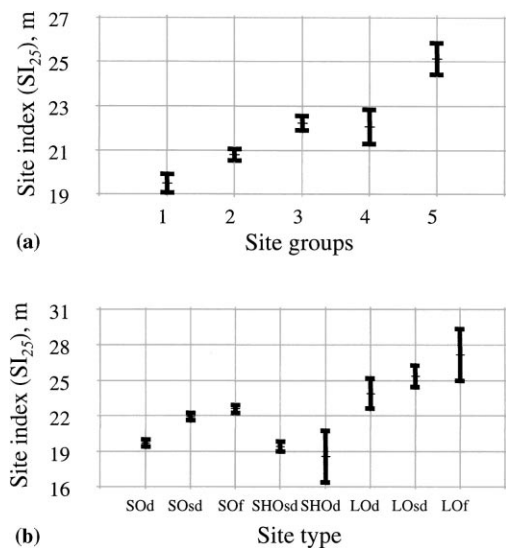 Site index (SI25), m
27
25
23
21
19
1 2 3 4 5
(a)
Site groups
Site index (SI25), m
31
28
25
22
19
16
SOd SOsd SOf SHOsd SHOd LOd LOsd LOf
(b)
Site type